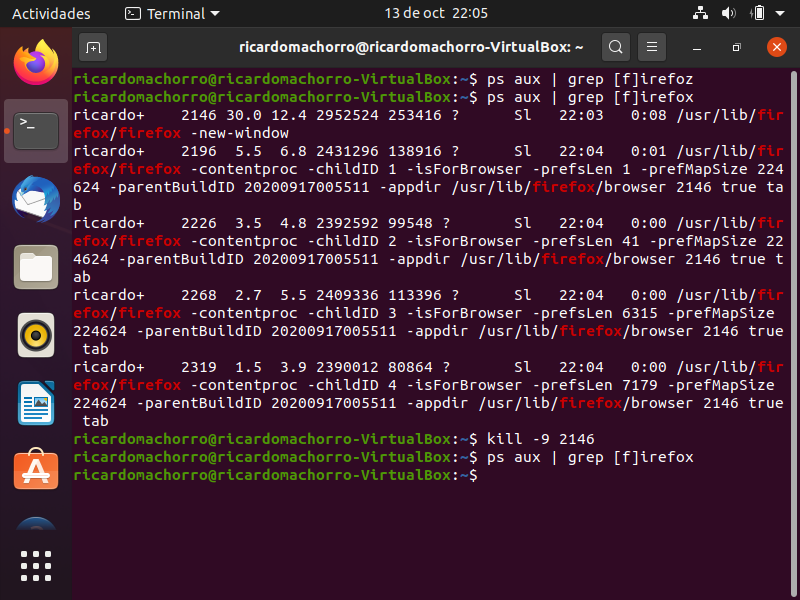 Actividades Terminal 13 de oct 22:05
ricardomachorro@ricardomachorro-VirtualBox: ~
ricardomachorro@ricardomachorro-VirtualBox:~$ ps aux | grep [f]irefoz
ricardomachorro@ricardomachorro-VirtualBox:~$ ps aux | grep [f]irefox
ricardo+    2146 30.0 12.4 2952524 253416 ?      Sl   22:03   0:08 /usr/lib/fir
efox/firefox -new-window
ricardo+    2196  5.5  6.8 2431296 138916 ?      Sl   22:04   0:01 /usr/lib/fir
efox/firefox -contentproc -childID 1 -isForBrowser -prefsLen 1 -prefMapSize 224
624 -parentBuildID 20200917005511 -appdir /usr/lib/firefox/browser 2146 true ta
b
ricardo+    2226  3.5  4.8 2392592 99548 ?       Sl   22:04   0:00 /usr/lib/fir
efox/firefox -contentproc -childID 2 -isForBrowser -prefsLen 41 -prefMapSize 22
4624 -parentBuildID 20200917005511 -appdir /usr/lib/firefox/browser 2146 true t
ab
ricardo+    2268  2.7  5.5 2409336 113396 ?      Sl   22:04   0:00 /usr/lib/fir
efox/firefox -contentproc -childID 3 -isForBrowser -prefsLen 6315 -prefMapSize
224624 -parentBuildID 20200917005511 -appdir /usr/lib/firefox/browser 2146 true
 tab
ricardo+    2319  1.5  3.9 2390012 80864 ?       Sl   22:04   0:00 /usr/lib/fir
efox/firefox -contentproc -childID 4 -isForBrowser -prefsLen 7179 -prefMapSize
224624 -parentBuildID 20200917005511 -appdir /usr/lib/firefox/browser 2146 true
 tab
ricardomachorro@ricardomachorro-VirtualBox:~$ kill -9 2146
ricardomachorro@ricardomachorro-VirtualBox:~$ ps aux | grep [f]irefox
ricardomachorro@ricardomachorro-VirtualBox:~$